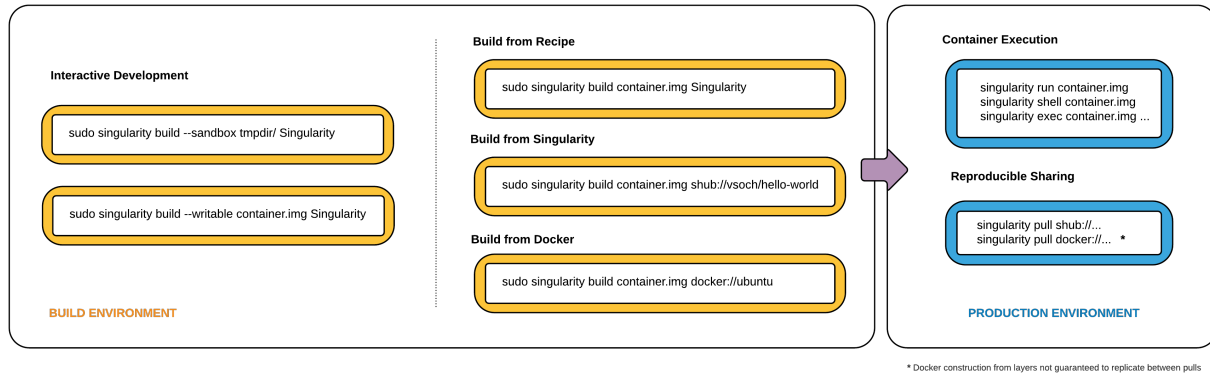 Interactive Development
sudo singularity build --sandbox tmpdir/ Singularity
sudo singularity build --writable container.img Singularity
BUILD ENVIRONMENT
Build from Recipe
sudo singularity build container.img Singularity
Build from Singularity
sudo singularity build container.img shub://vsoch/hello-world
Build from Docker
sudo singularity build container.img docker://ubuntu
Container Execution
singularity run container.img
singularity shell container.img
singularity exec container.img ...
Reproducible Sharing
singularity pull shub://...
singularity pull docker://... *
PRODUCTION ENVIRONMENT
* Docker construction from layers not guaranteed to replicate between pulls